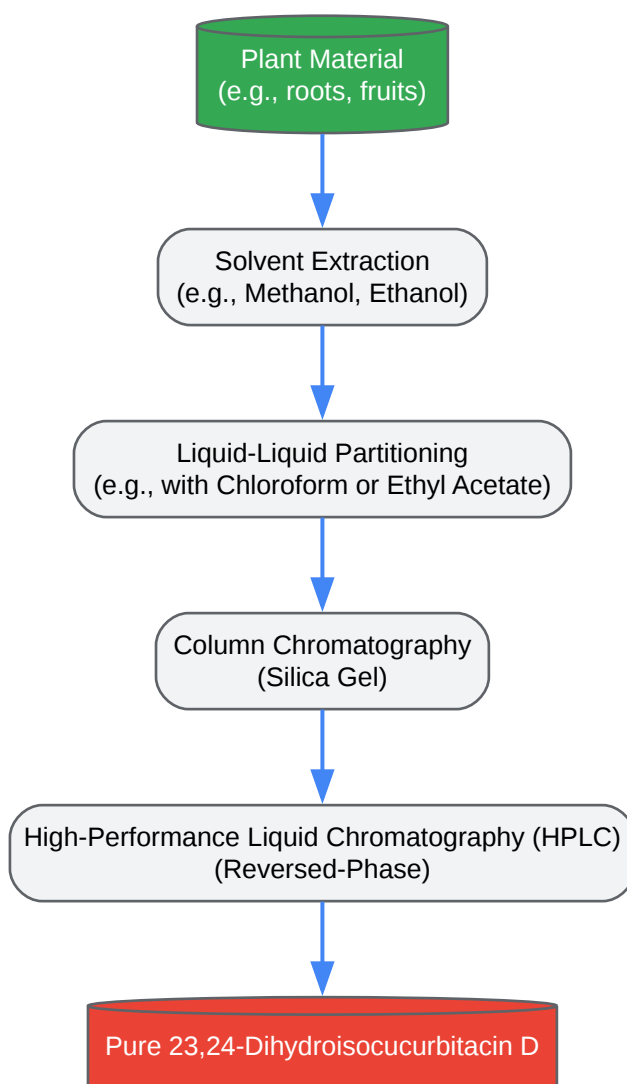 Plant Material
(e.g., roots, fruits)
Solvent Extraction
(e.g., Methanol, Ethanol)
Liquid-Liquid Partitioning
(e.g., with Chloroform or Ethyl Acetate)
Column Chromatography
(Silica Gel)
High-Performance Liquid Chromatography (HPLC)
(Reversed-Phase)
Pure 23,24-Dihydroisocucurbitacin D